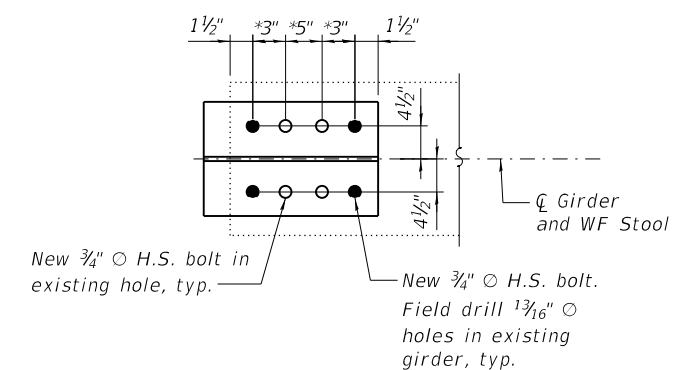 1½" *3" *5" *3" 1½"
4½"
4½"
℄ Girder
and WF Stool
New ¾" ∅ H.S. bolt in
existing hole, typ.
New ¾" ∅ H.S. bolt.
Field drill 13⁄16" ∅
holes in existing
girder, typ.